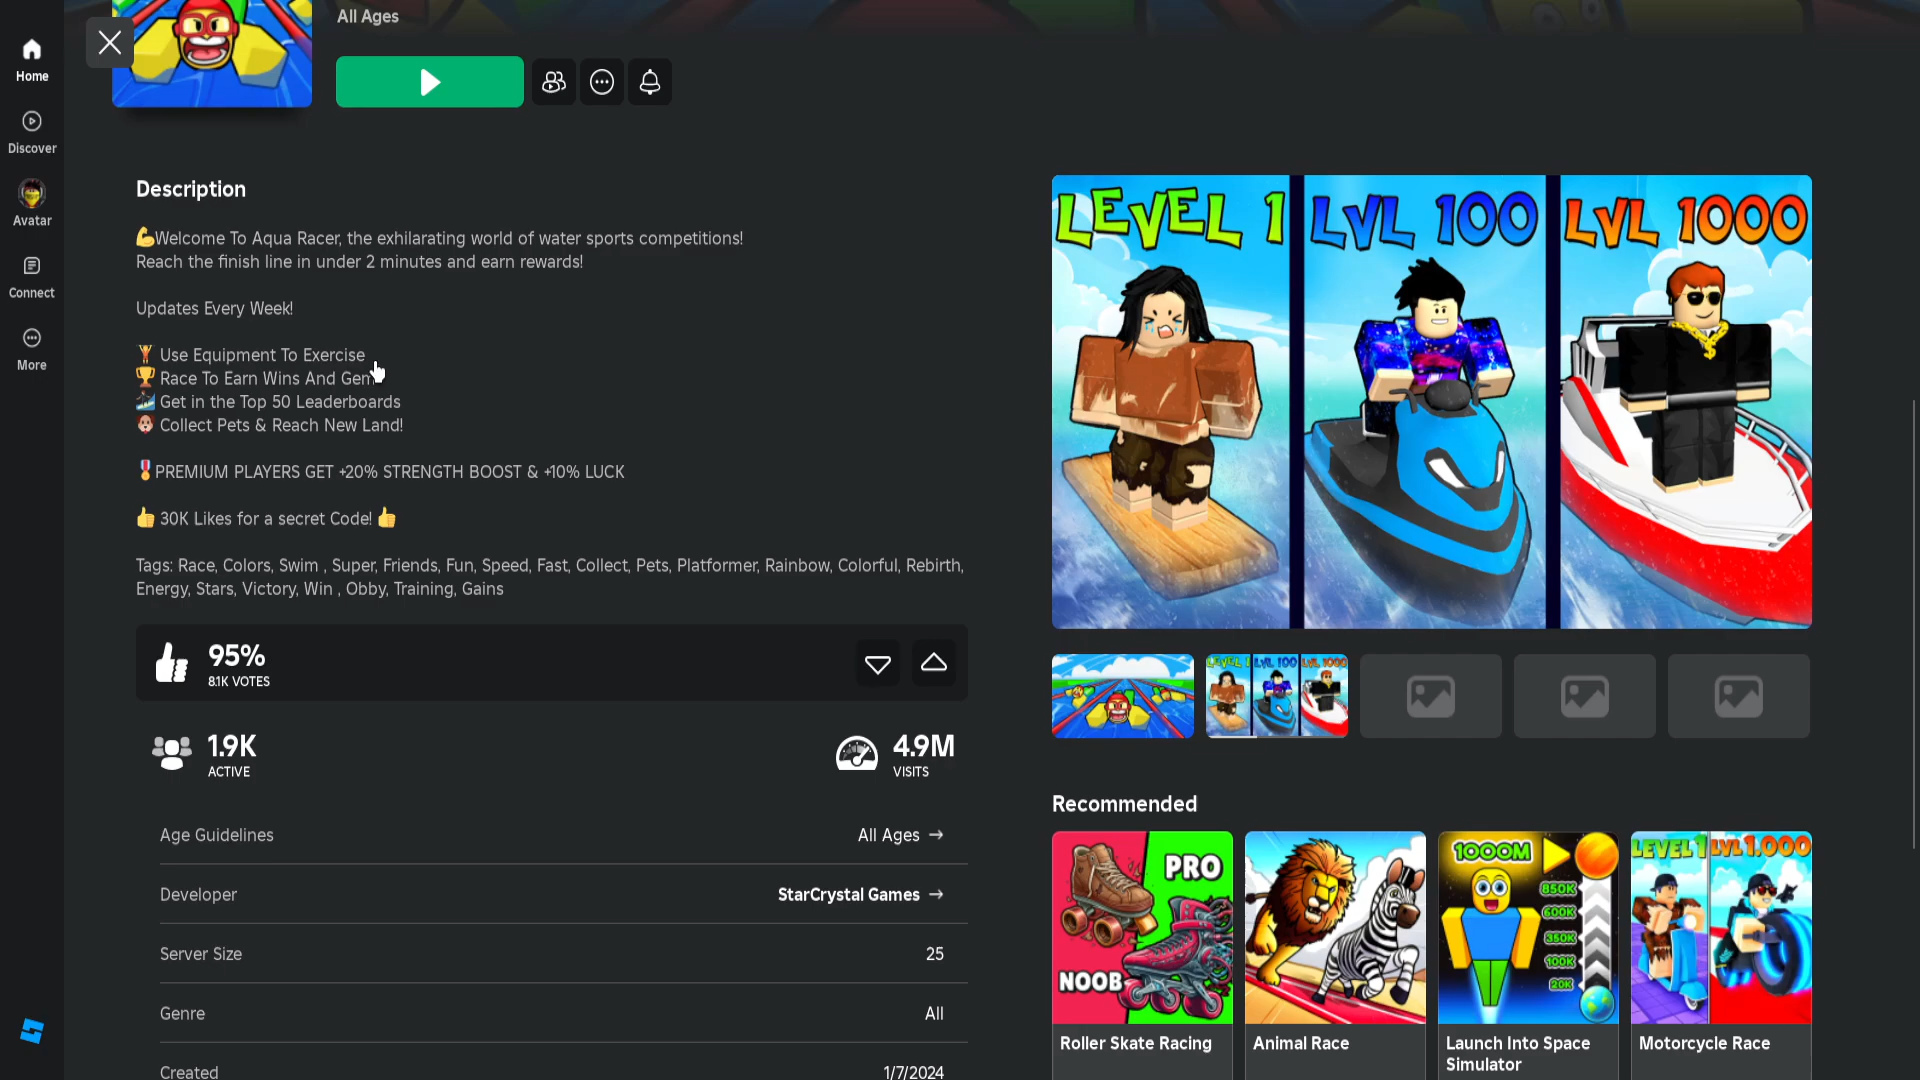 All Ages
Home
Discover
Avatar
Connect
More
Description
Welcome To Aqua Racer, the exhilarating world of water sports competitions!
Reach the finish line in under 2 minutes and earn rewards!
Updates Every Week!
Use Equipment To Exercise
Race To Earn Wins And Gem
Get in the Top 50 Leaderboards
Collect Pets & Reach New Land!
PREMIUM PLAYERS GET +20% STRENGTH BOOST & +10% LUCK
30K Likes for a secret Code!
Tags: Race, Colors, Swim , Super, Friends, Fun, Speed, Fast, Collect, Pets, Platformer, Rainbow, Colorful, Rebirth,
Energy, Stars, Victory, Win , Obby, Training, Gains
95%
8.1K VOTES
1.9K
ACTIVE
4.9M
VISITS
Age Guidelines
All Ages
Developer
StarCrystal Games
Server Size
25
Genre
All
Created
1/7/2024
LEVEL 1
LVL 100
LVL 1000
LEVEL 1
LVL 100
LVL 1000
Recommended
PRO
NOOB
Roller Skate Racing
Animal Race
1000M
850K
600K
350K
100K
20K
Launch Into Space
Simulator
LEVEL 1
LVL 1.000
Motorcycle Race